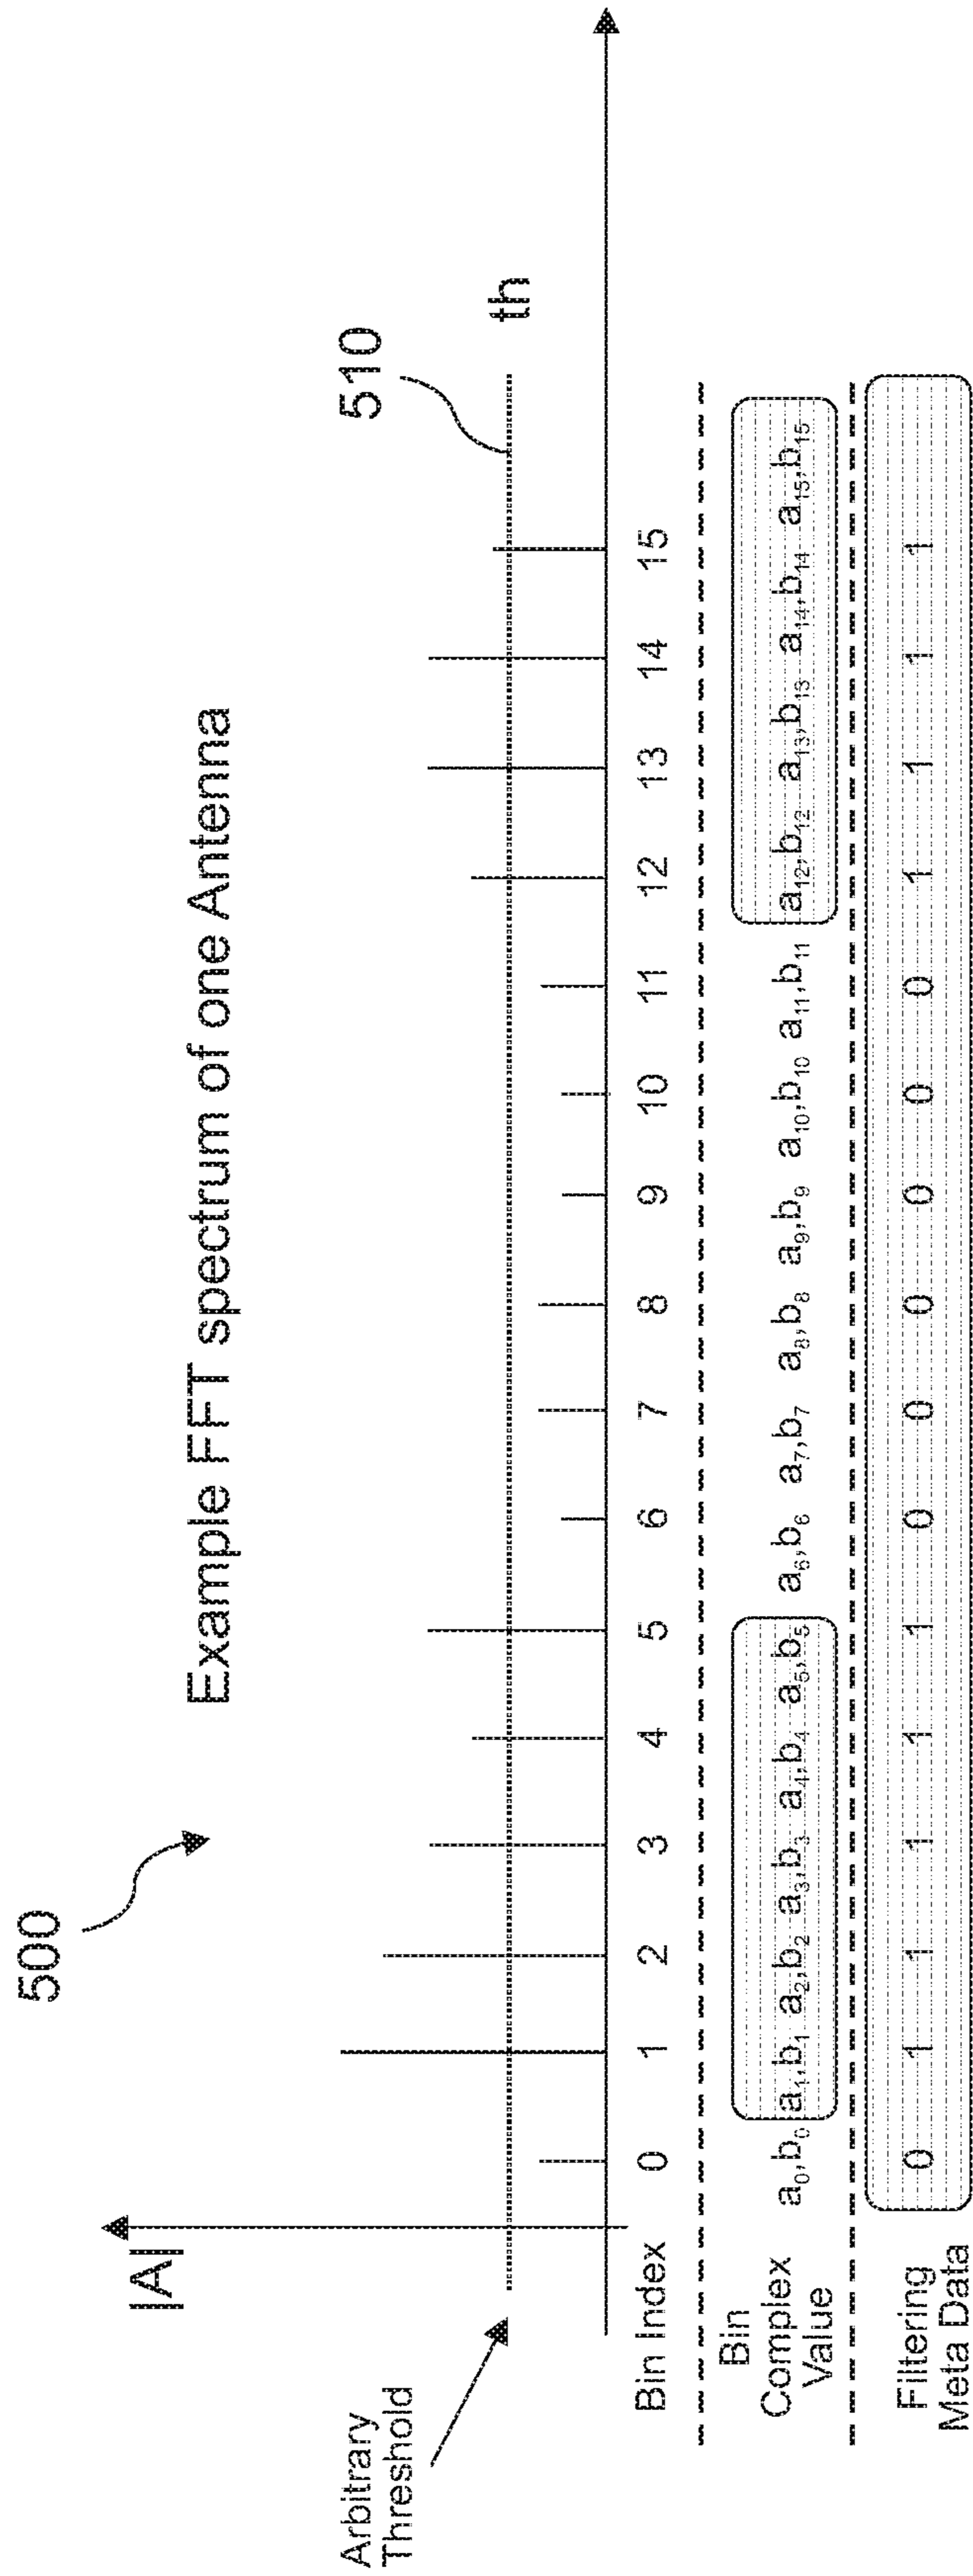 500
Example FFT spectrum of one Antenna
|A|
Arbitrary
Threshold
510
th
Bin Index 0 1 2 3 4 5 6 7 8 9 10 11 12 13 14 15
Bin
Complex
Value
a₀,b₀ a₁,b₁ a₂,b₂ a₃,b₃ a₄,b₄ a₅,b₅ a₆,b₆ a₇,b₇ a₈,b₈ a₉,b₉ a₁₀,b₁₀ a₁₁,b₁₁ a₁₂,b₁₂ a₁₃,b₁₃ a₁₄,b₁₄ a₁₅,b₁₅
Filtering
Meta Data
0 1 1 1 1 1 0 0 0 0 0 0 1 1 1 1